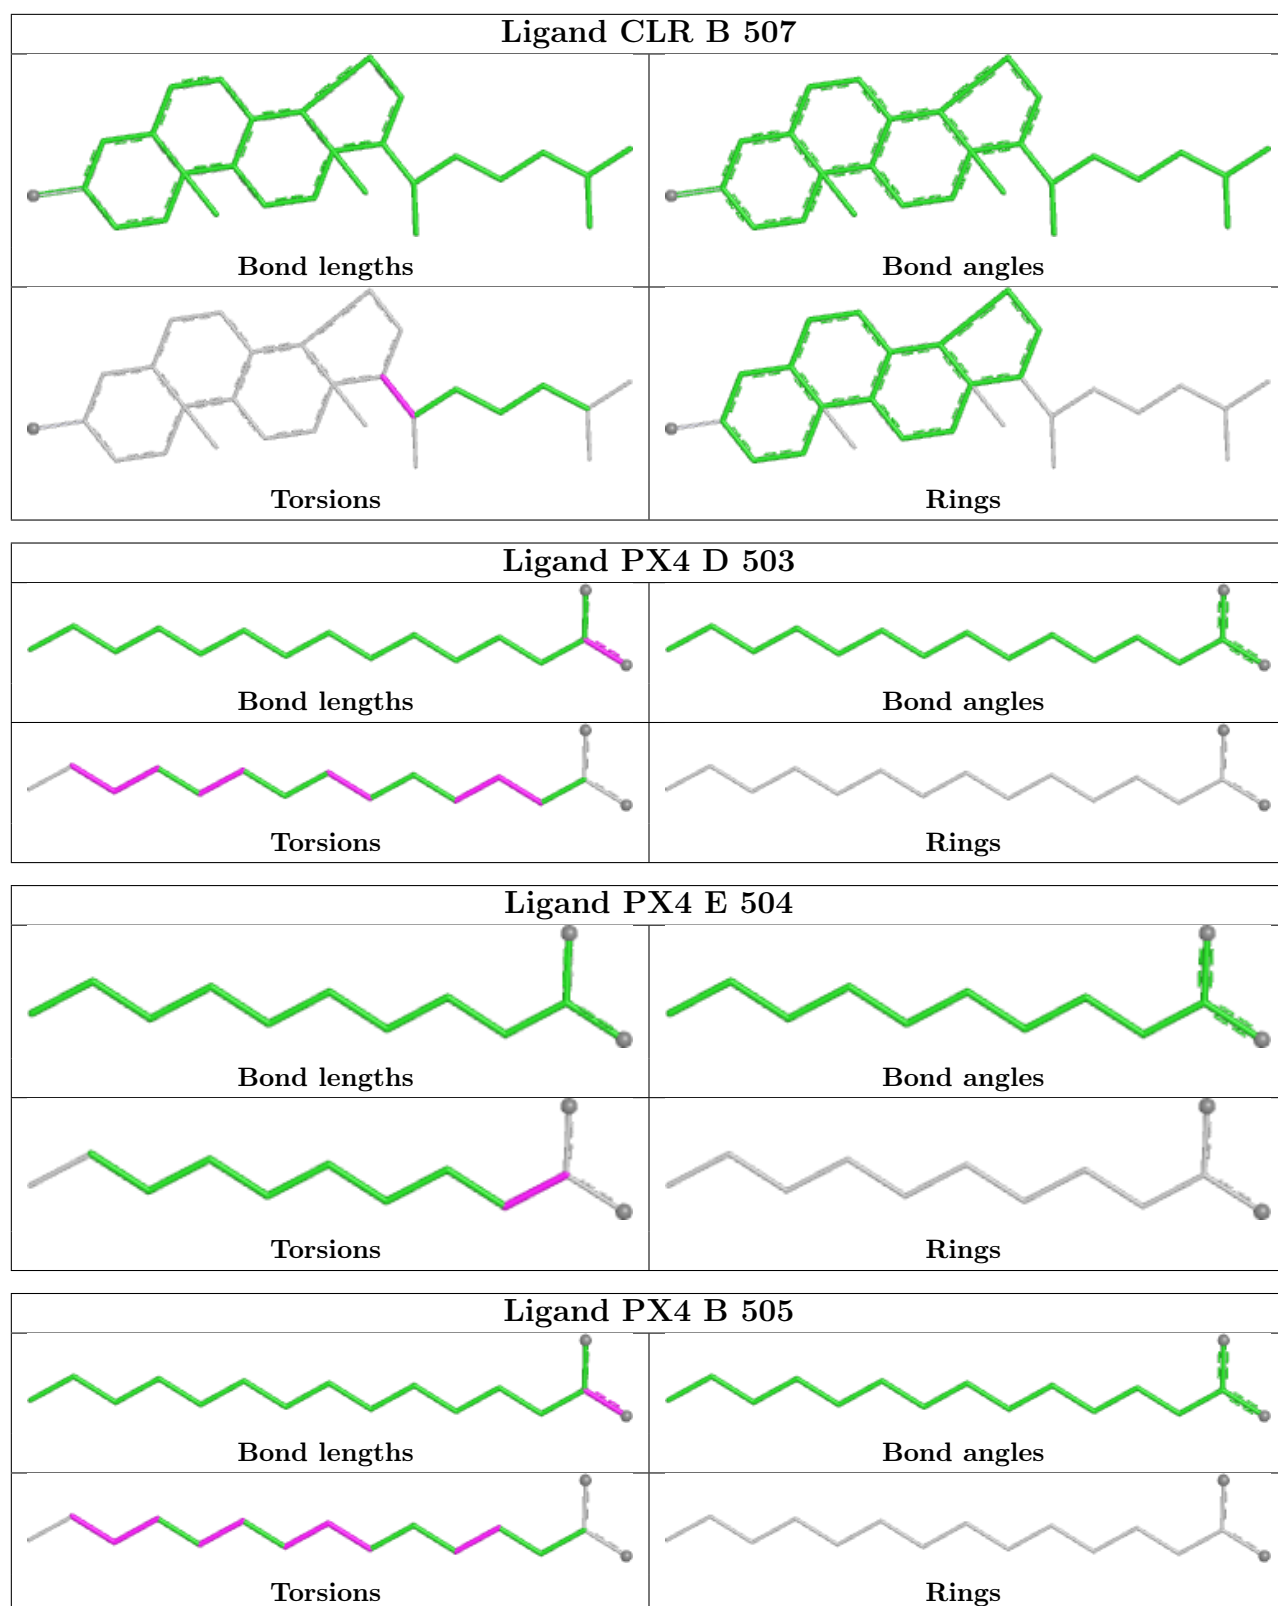 Ligand CLR B 507
Bond lengths
Bond angles
Torsions
Rings
Ligand PX4 D 503
Bond lengths
Bond angles
Torsions
Rings
Ligand PX4 E 504
Bond lengths
Bond angles
Torsions
Rings
Ligand PX4 B 505
Bond lengths
Bond angles
Torsions
Rings